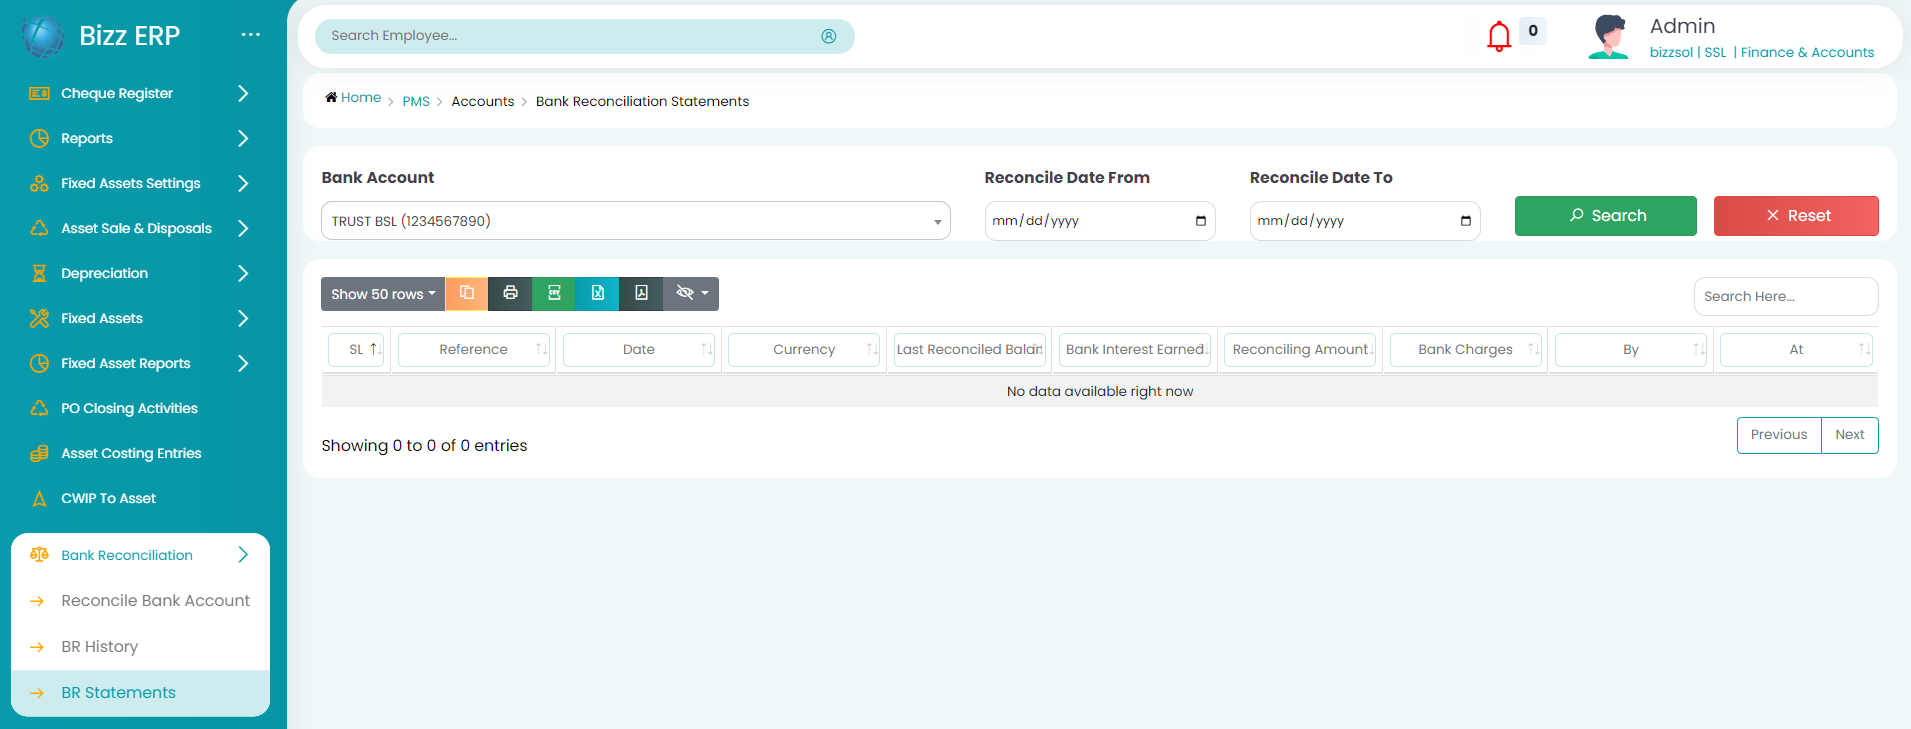 Bizz ERP
...
Search Employee...
0
Admin
bizzsol | SSL | Finance & Accounts
Cheque Register
Reports
Fixed Assets Settings
Asset Sale & Disposals
Depreciation
Fixed Assets
Fixed Asset Reports
PO Closing Activities
Asset Costing Entries
CWIP To Asset
Bank Reconciliation
Reconcile Bank Account
BR History
BR Statements
Home > PMS > Accounts > Bank Reconciliation Statements
Bank Account
Reconcile Date From
Reconcile Date To
TRUST BSL (1234567890)
mm/dd/yyyy
mm/dd/yyyy
Search
Reset
Show 50 rows
CSV
Search Here...
SL
Reference
Date
Currency
Last Reconciled Balan
Bank Interest Earned
Reconciling Amount
Bank Charges
By
At
No data available right now
Showing 0 to 0 of 0 entries
Previous
Next